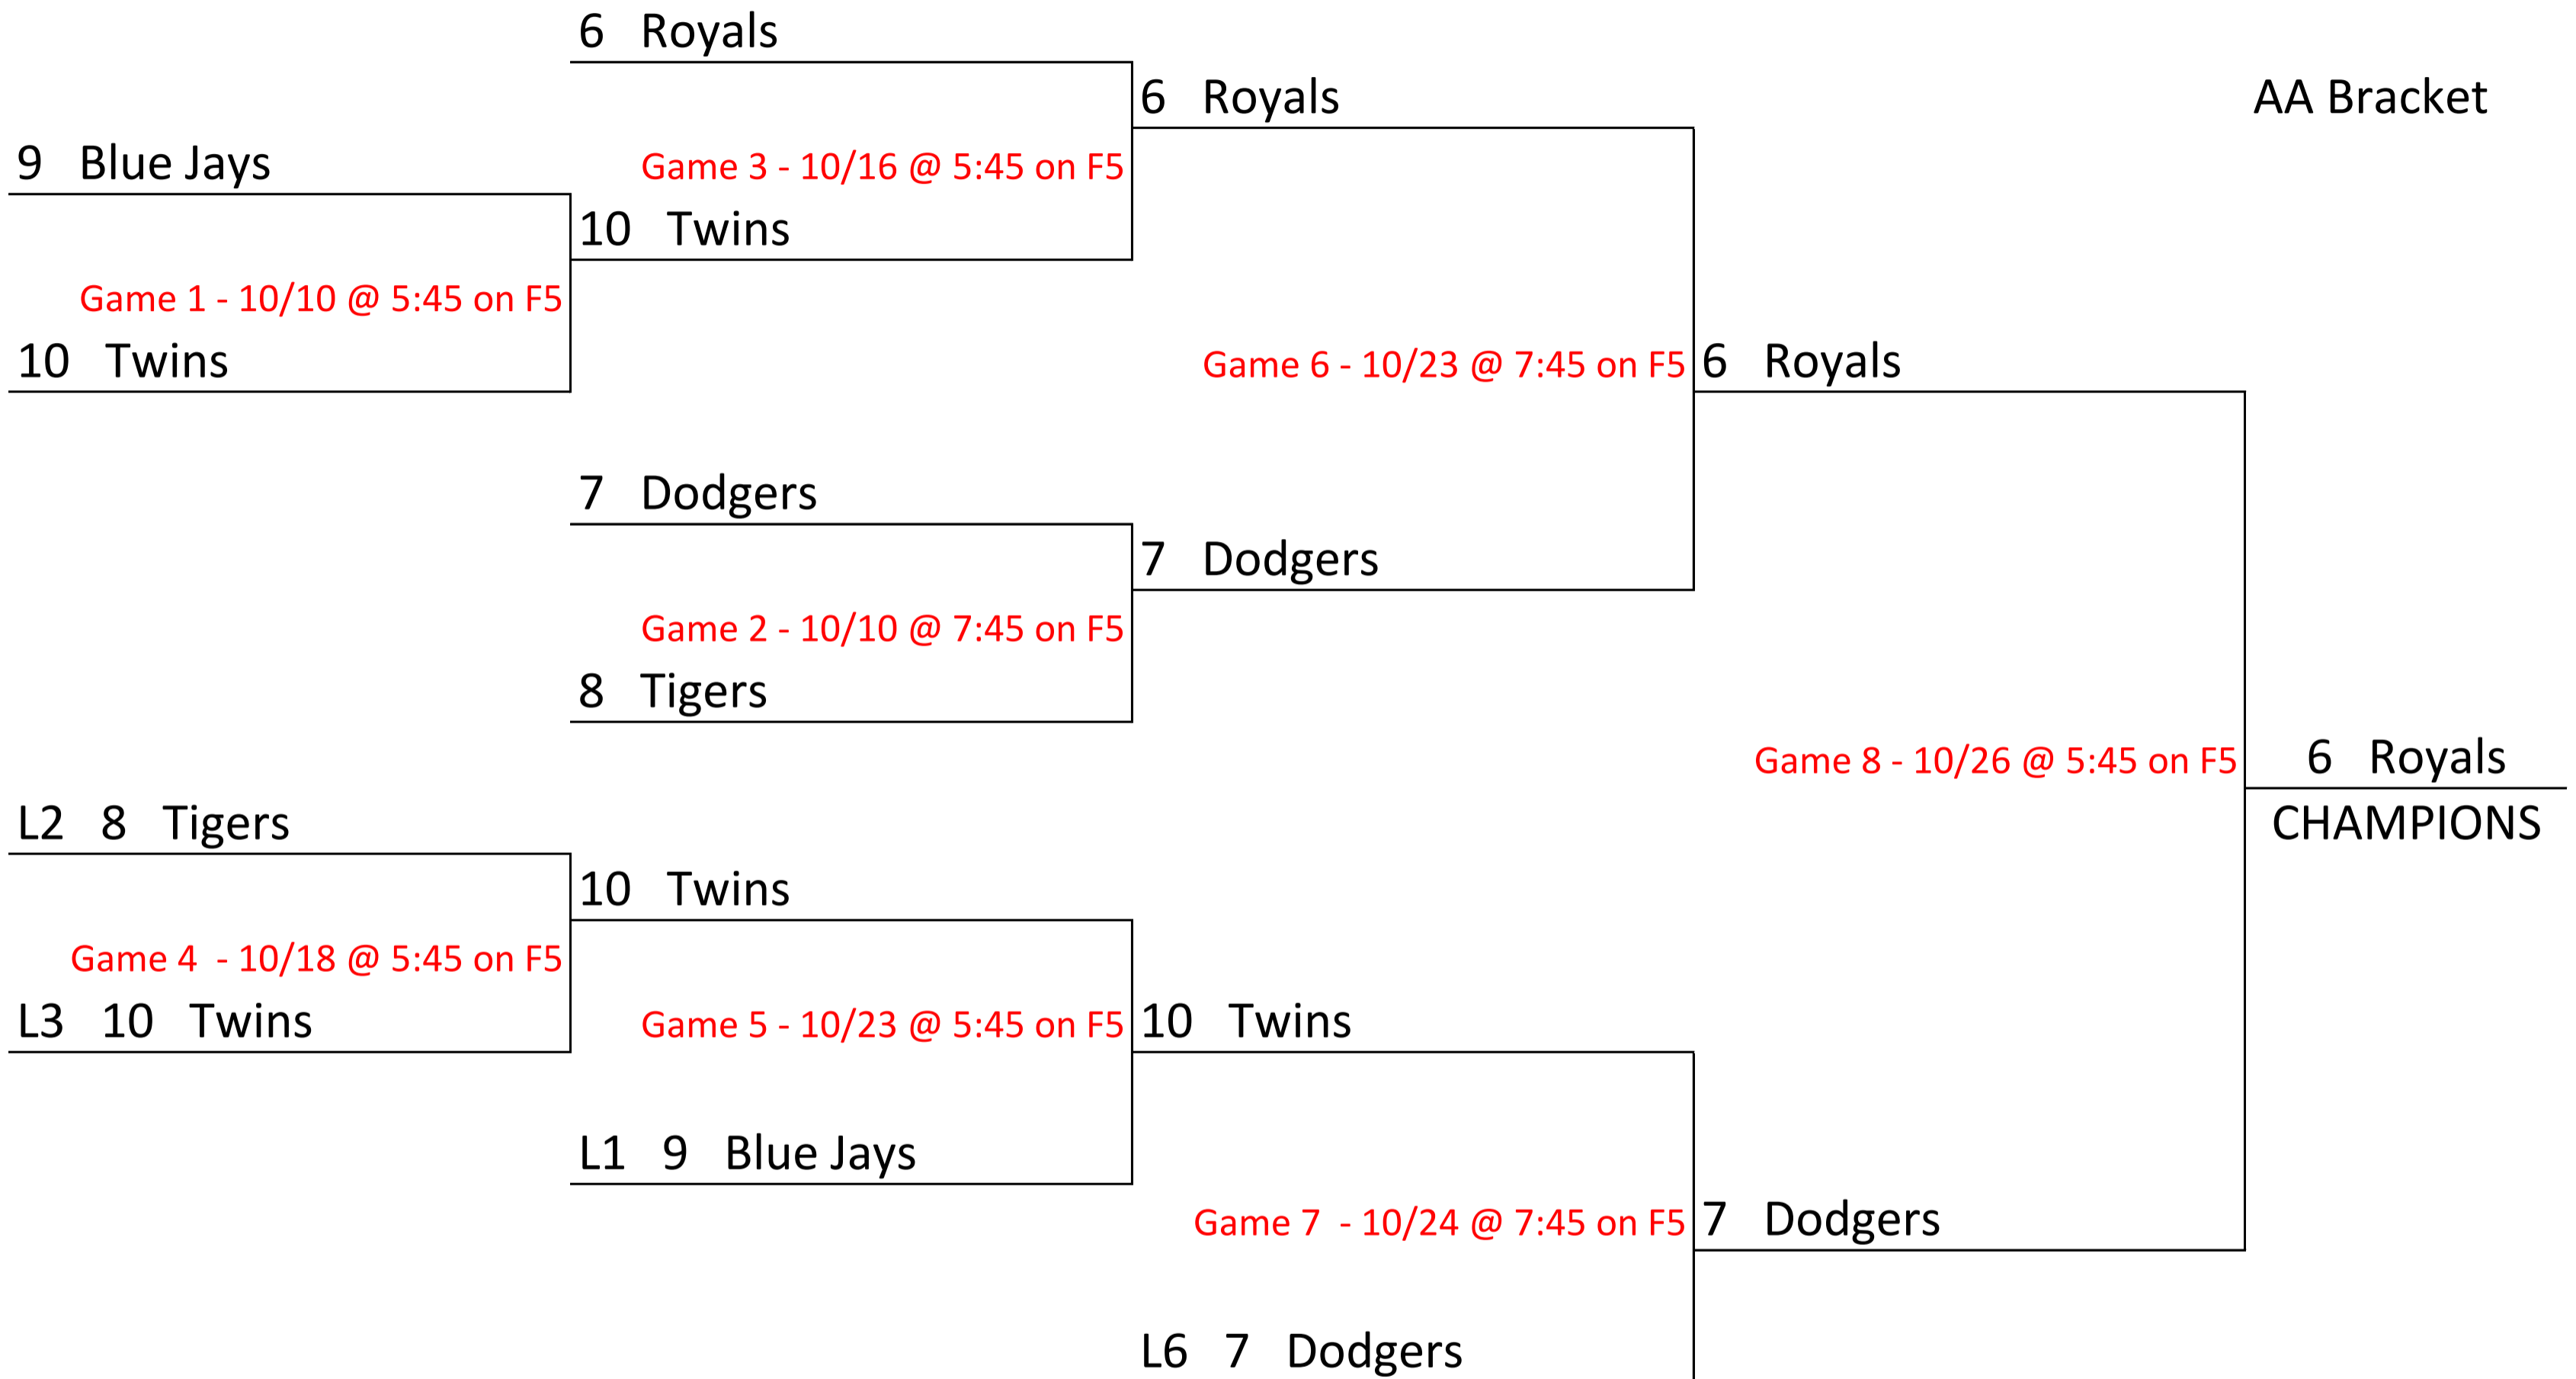 6 Royals
6 Royals
AA Bracket
9 Blue Jays
Game 3 - 10/16 @ 5:45 on F5
10 Twins
Game 1 - 10/10 @ 5:45 on F5
10 Twins
Game 6 - 10/23 @ 7:45 on F5
6 Royals
7 Dodgers
7 Dodgers
Game 2 - 10/10 @ 7:45 on F5
8 Tigers
Game 8 - 10/26 @ 5:45 on F5
6 Royals
L2 8 Tigers
CHAMPIONS
10 Twins
Game 4 - 10/18 @ 5:45 on F5
L3 10 Twins
Game 5 - 10/23 @ 5:45 on F5
10 Twins
L1 9 Blue Jays
Game 7 - 10/24 @ 7:45 on F5
7 Dodgers
L6 7 Dodgers